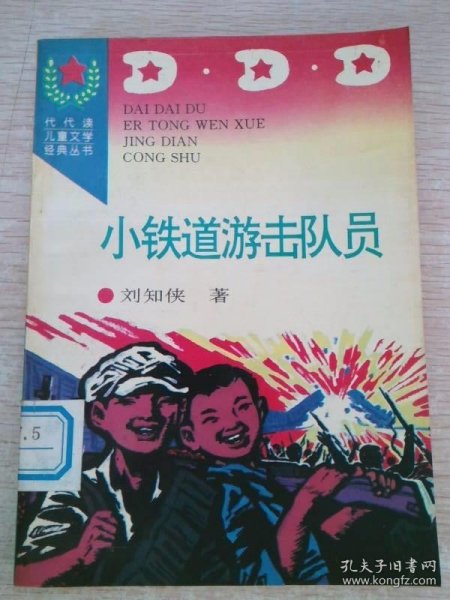 D·D·D
代代读
儿童文学
经典丛书
DAI DAI DU
ER TONG WEN XUE
JING DIAN
CONG SHU
小铁道游击队员
刘知侠 著
.5
孔夫子旧书网
www.kongfz.com